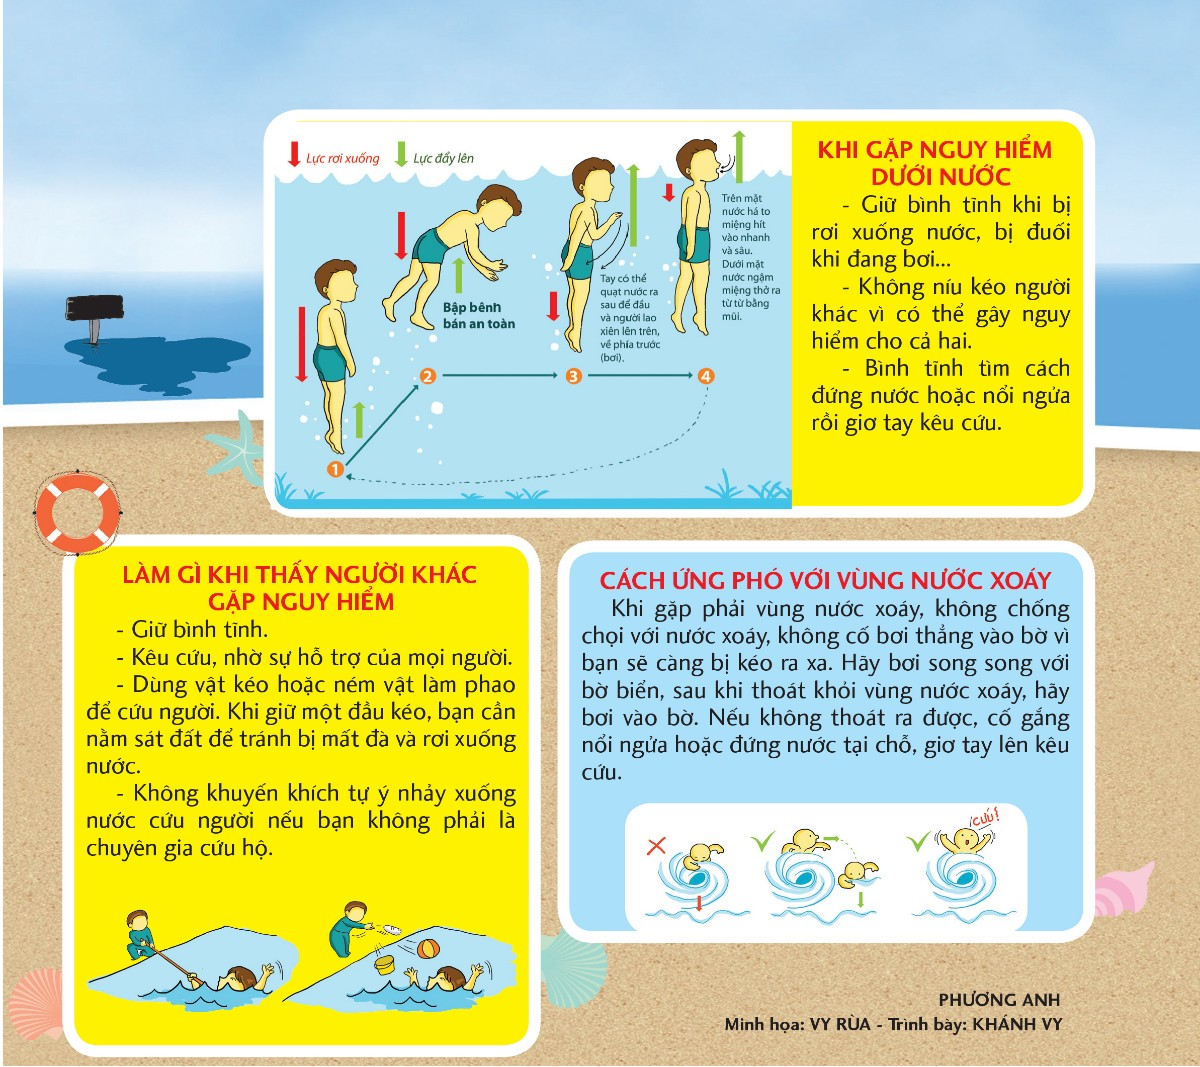 Lực rơi xuống
Lực đẩy lên
Bập bênh
bán an toàn
Tay có thể
quạt nước ra
sau để đầu
và người lao
xiên lên trên,
về phía trước
(bơi).
Trên mặt
nước há to
miệng hít
vào nhanh
và sâu.
Dưới mặt
nước ngậm
miệng thở ra
từ từ bằng
mũi.
1
2
3
4
KHI GẶP NGUY HIỂM
DƯỚI NƯỚC
- Giữ bình tĩnh khi bị
rơi xuống nước, bị đuối
khi đang bơi...
- Không níu kéo người
khác vì có thể gây nguy
hiểm cho cả hai.
- Bình tĩnh tìm cách
đứng nước hoặc nổi ngửa
rồi giơ tay kêu cứu.
LÀM GÌ KHI THẤY NGƯỜI KHÁC
GẶP NGUY HIỂM
- Giữ bình tĩnh.
- Kêu cứu, nhờ sự hỗ trợ của mọi người.
- Dùng vật kéo hoặc ném vật làm phao
để cứu người. Khi giữ một đầu kéo, bạn cần
nằm sát đất để tránh bị mất đà và rơi xuống
nước.
- Không khuyến khích tự ý nhảy xuống
nước cứu người nếu bạn không phải là
chuyên gia cứu hộ.
CÁCH ỨNG PHÓ VỚI VÙNG NƯỚC XOÁY
Khi gặp phải vùng nước xoáy, không chống
chọi với nước xoáy, không cố bơi thẳng vào bờ vì
bạn sẽ càng bị kéo ra xa. Hãy bơi song song với
bờ biển, sau khi thoát khỏi vùng nước xoáy, hãy
bơi vào bờ. Nếu không thoát ra được, cố gắng
nổi ngửa hoặc đứng nước tại chỗ, giơ tay lên kêu
cứu.
CỨU!
PHƯƠNG ANH
Minh họa: VY RÙA - Trình bày: KHÁNH VY